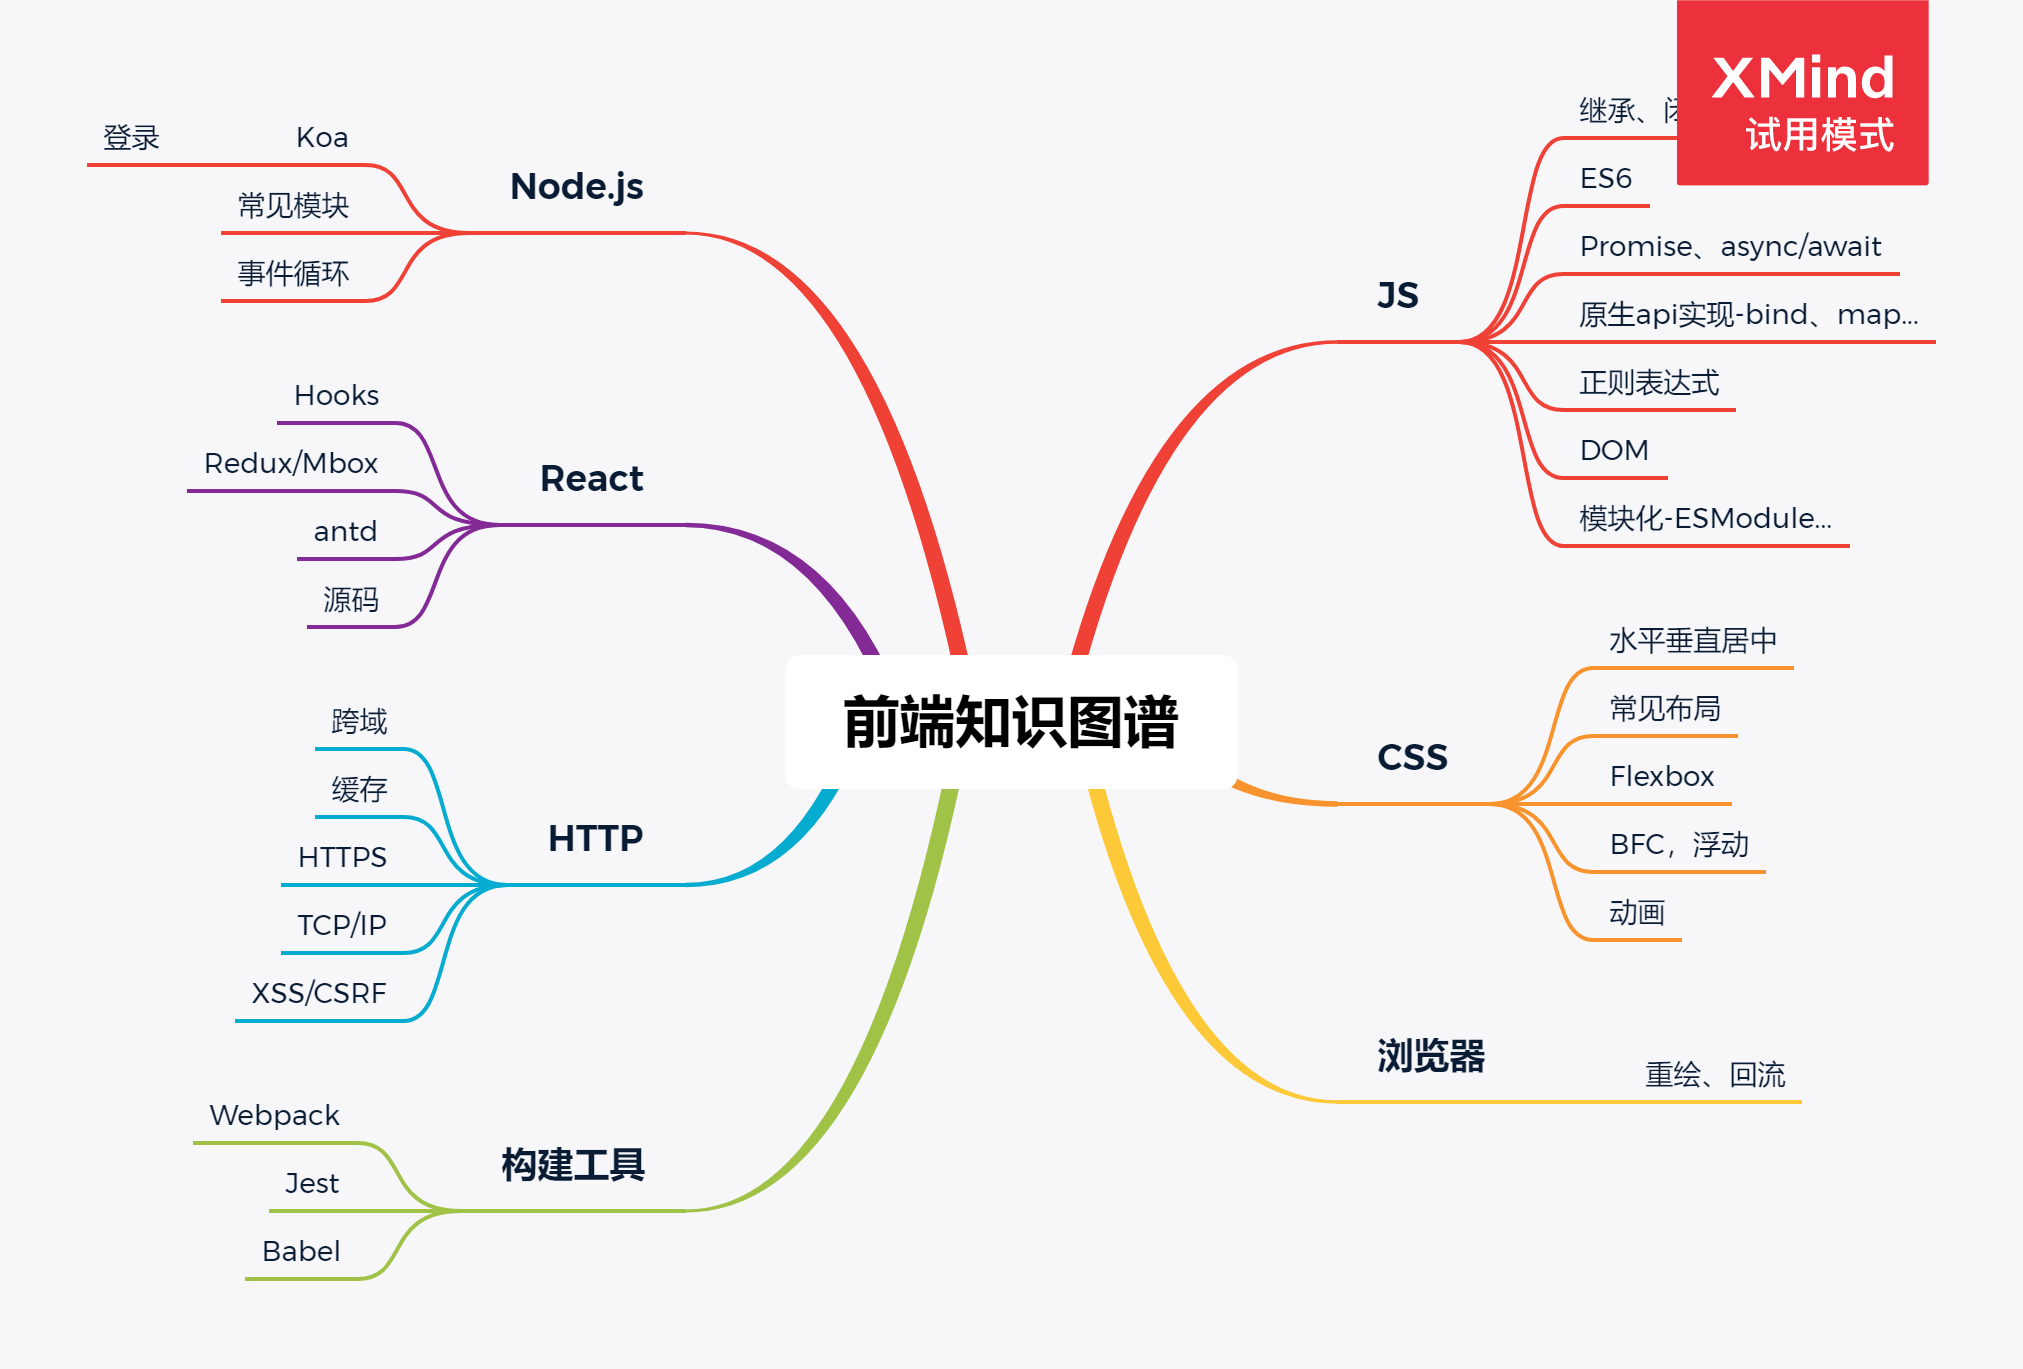 前端知识图谱
Node.js
Koa
登录
常见模块
事件循环
React
Hooks
Redux/Mbox
antd
源码
HTTP
跨域
缓存
HTTPS
TCP/IP
XSS/CSRF
构建工具
Webpack
Jest
Babel
XMind
试用模式
JS
继承、
ES6
Promise、async/await
原生api实现-bind、map...
正则表达式
DOM
模块化-ESModule...
CSS
水平垂直居中
常见布局
Flexbox
BFC，浮动
动画
浏览器
重绘、回流